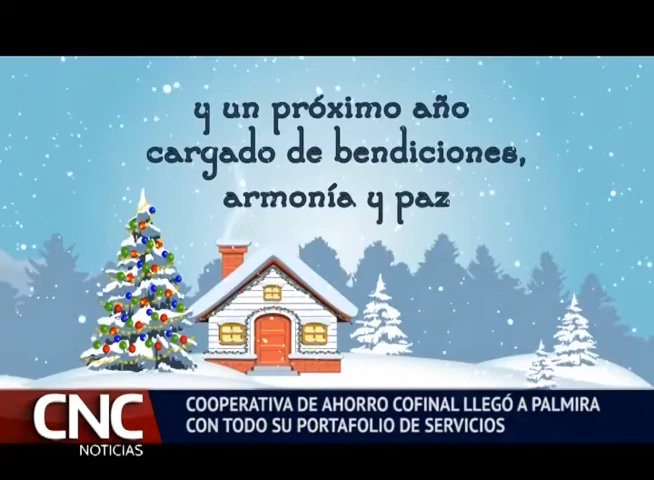 y un próximo año
cargado de bendiciones,
armonía y paz
CNC
NOTICIAS
COOPERATIVA DE AHORRO COFINAL LLEGÓ A PALMIRA
CON TODO SU PORTAFOLIO DE SERVICIOS